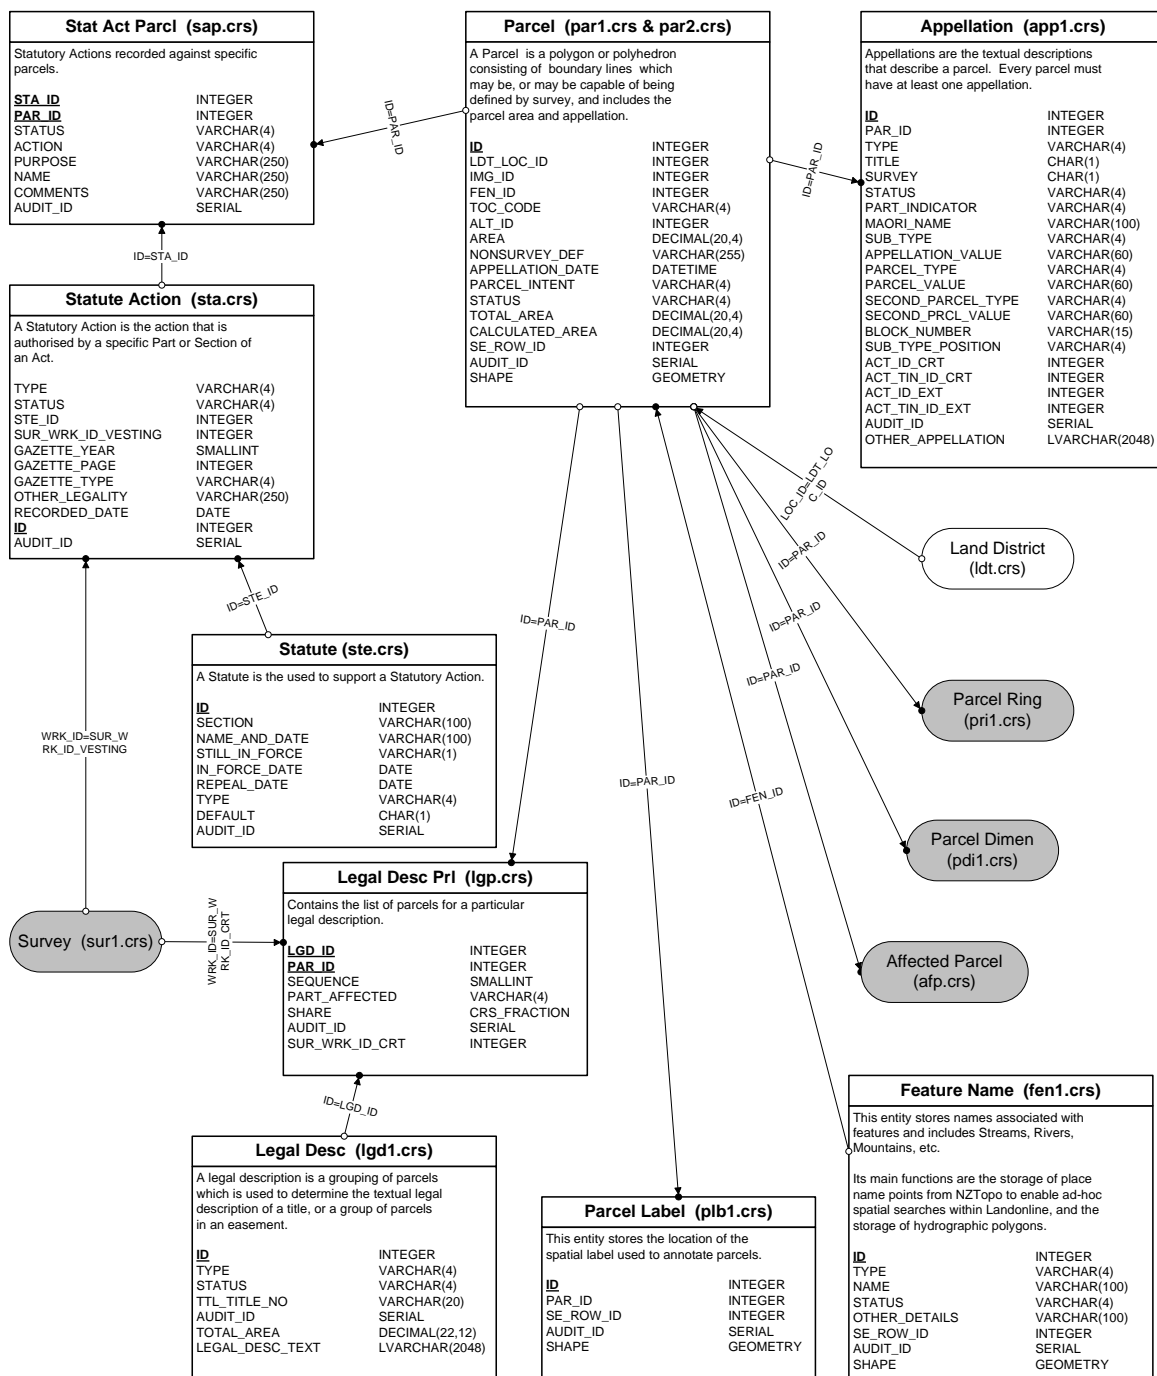 Stat Act Parcl (sap.crs)
Statutory Actions recorded against specific
parcels.
STA_ID INTEGER
PAR_ID INTEGER
STATUS VARCHAR(4)
ACTION VARCHAR(4)
PURPOSE VARCHAR(250)
NAME VARCHAR(250)
COMMENTS VARCHAR(250)
AUDIT_ID SERIAL
ID=PAR_ID
Parcel (par1.crs & par2.crs)
A Parcel is a polygon or polyhedron
consisting of boundary lines which
may be, or may be capable of being
defined by survey, and includes the
parcel area and appellation.
ID INTEGER
LDT_LOC_ID INTEGER
IMG_ID INTEGER
FEN_ID INTEGER
TOC_CODE VARCHAR(4)
ALT_ID INTEGER
AREA DECIMAL(20,4)
NONSURVEY_DEF VARCHAR(255)
APPELLATION_DATE DATETIME
PARCEL_INTENT VARCHAR(4)
STATUS VARCHAR(4)
TOTAL_AREA DECIMAL(20,4)
CALCULATED_AREA DECIMAL(20,4)
SE_ROW_ID INTEGER
AUDIT_ID SERIAL
SHAPE GEOMETRY
ID=PAR_ID
Appellation (app1.crs)
Appellations are the textual descriptions
that describe a parcel. Every parcel must
have at least one appellation.
ID INTEGER
PAR_ID INTEGER
TYPE VARCHAR(4)
TITLE CHAR(1)
SURVEY CHAR(1)
STATUS VARCHAR(4)
PART_INDICATOR VARCHAR(4)
MAORI_NAME VARCHAR(100)
SUB_TYPE VARCHAR(4)
APPELLATION_VALUE VARCHAR(60)
PARCEL_TYPE VARCHAR(4)
PARCEL_VALUE VARCHAR(60)
SECOND_PARCEL_TYPE VARCHAR(4)
SECOND_PRCL_VALUE VARCHAR(60)
BLOCK_NUMBER VARCHAR(15)
SUB_TYPE_POSITION VARCHAR(4)
ACT_ID_CRT INTEGER
ACT_TIN_ID_CRT INTEGER
ACT_ID_EXT INTEGER
ACT_TIN_ID_EXT INTEGER
AUDIT_ID SERIAL
OTHER_APPELLATION LVARCHAR(2048)
ID=STA_ID
Statute Action (sta.crs)
A Statutory Action is the action that is
authorised by a specific Part or Section of
an Act.
TYPE VARCHAR(4)
STATUS VARCHAR(4)
STE_ID INTEGER
SUR_WRK_ID_VESTING INTEGER
GAZETTE_YEAR SMALLINT
GAZETTE_PAGE INTEGER
GAZETTE_TYPE VARCHAR(4)
OTHER_LEGALITY VARCHAR(250)
RECORDED_DATE DATE
ID INTEGER
AUDIT_ID SERIAL
LOC_ID=LDT_LO
C_ID
Land District
(ldt.crs)
ID=PAR_ID
ID=STE_ID
ID=PAR_ID
ID=PAR_ID
Statute (ste.crs)
A Statute is the used to support a Statutory Action.
ID INTEGER
SECTION VARCHAR(100)
NAME_AND_DATE VARCHAR(100)
STILL_IN_FORCE VARCHAR(1)
IN_FORCE_DATE DATE
REPEAL_DATE DATE
TYPE VARCHAR(4)
DEFAULT CHAR(1)
AUDIT_ID SERIAL
ID=PAR_ID
Parcel Ring
(pri1.crs)
WRK_ID=SUR_W
RK_ID_VESTING
ID=PAR_ID
ID=FEN_ID
Parcel Dimen
(pdi1.crs)
Survey (sur1.crs)
WRK_ID=SUR_W
RK_ID_CRT
Legal Desc Prl (lgp.crs)
Contains the list of parcels for a particular
legal description.
LGD_ID INTEGER
PAR_ID INTEGER
SEQUENCE SMALLINT
PART_AFFECTED VARCHAR(4)
SHARE CRS_FRACTION
AUDIT_ID SERIAL
SUR_WRK_ID_CRT INTEGER
Affected Parcel
(afp.crs)
ID=LGD_ID
Legal Desc (lgd1.crs)
A legal description is a grouping of parcels
which is used to determine the textual legal
description of a title, or a group of parcels
in an easement.
ID INTEGER
TYPE VARCHAR(4)
STATUS VARCHAR(4)
TTL_TITLE_NO VARCHAR(20)
AUDIT_ID SERIAL
TOTAL_AREA DECIMAL(22,12)
LEGAL_DESC_TEXT LVARCHAR(2048)
Parcel Label (plb1.crs)
This entity stores the location of the
spatial label used to annotate parcels.
ID INTEGER
PAR_ID INTEGER
SE_ROW_ID INTEGER
AUDIT_ID SERIAL
SHAPE GEOMETRY
Feature Name (fen1.crs)
This entity stores names associated with
features and includes Streams, Rivers,
Mountains, etc.
Its main functions are the storage of place
name points from NZTopo to enable ad-hoc
spatial searches within Landonline, and the
storage of hydrographic polygons.
ID INTEGER
TYPE VARCHAR(4)
NAME VARCHAR(100)
STATUS VARCHAR(4)
OTHER_DETAILS VARCHAR(100)
SE_ROW_ID INTEGER
AUDIT_ID SERIAL
SHAPE GEOMETRY